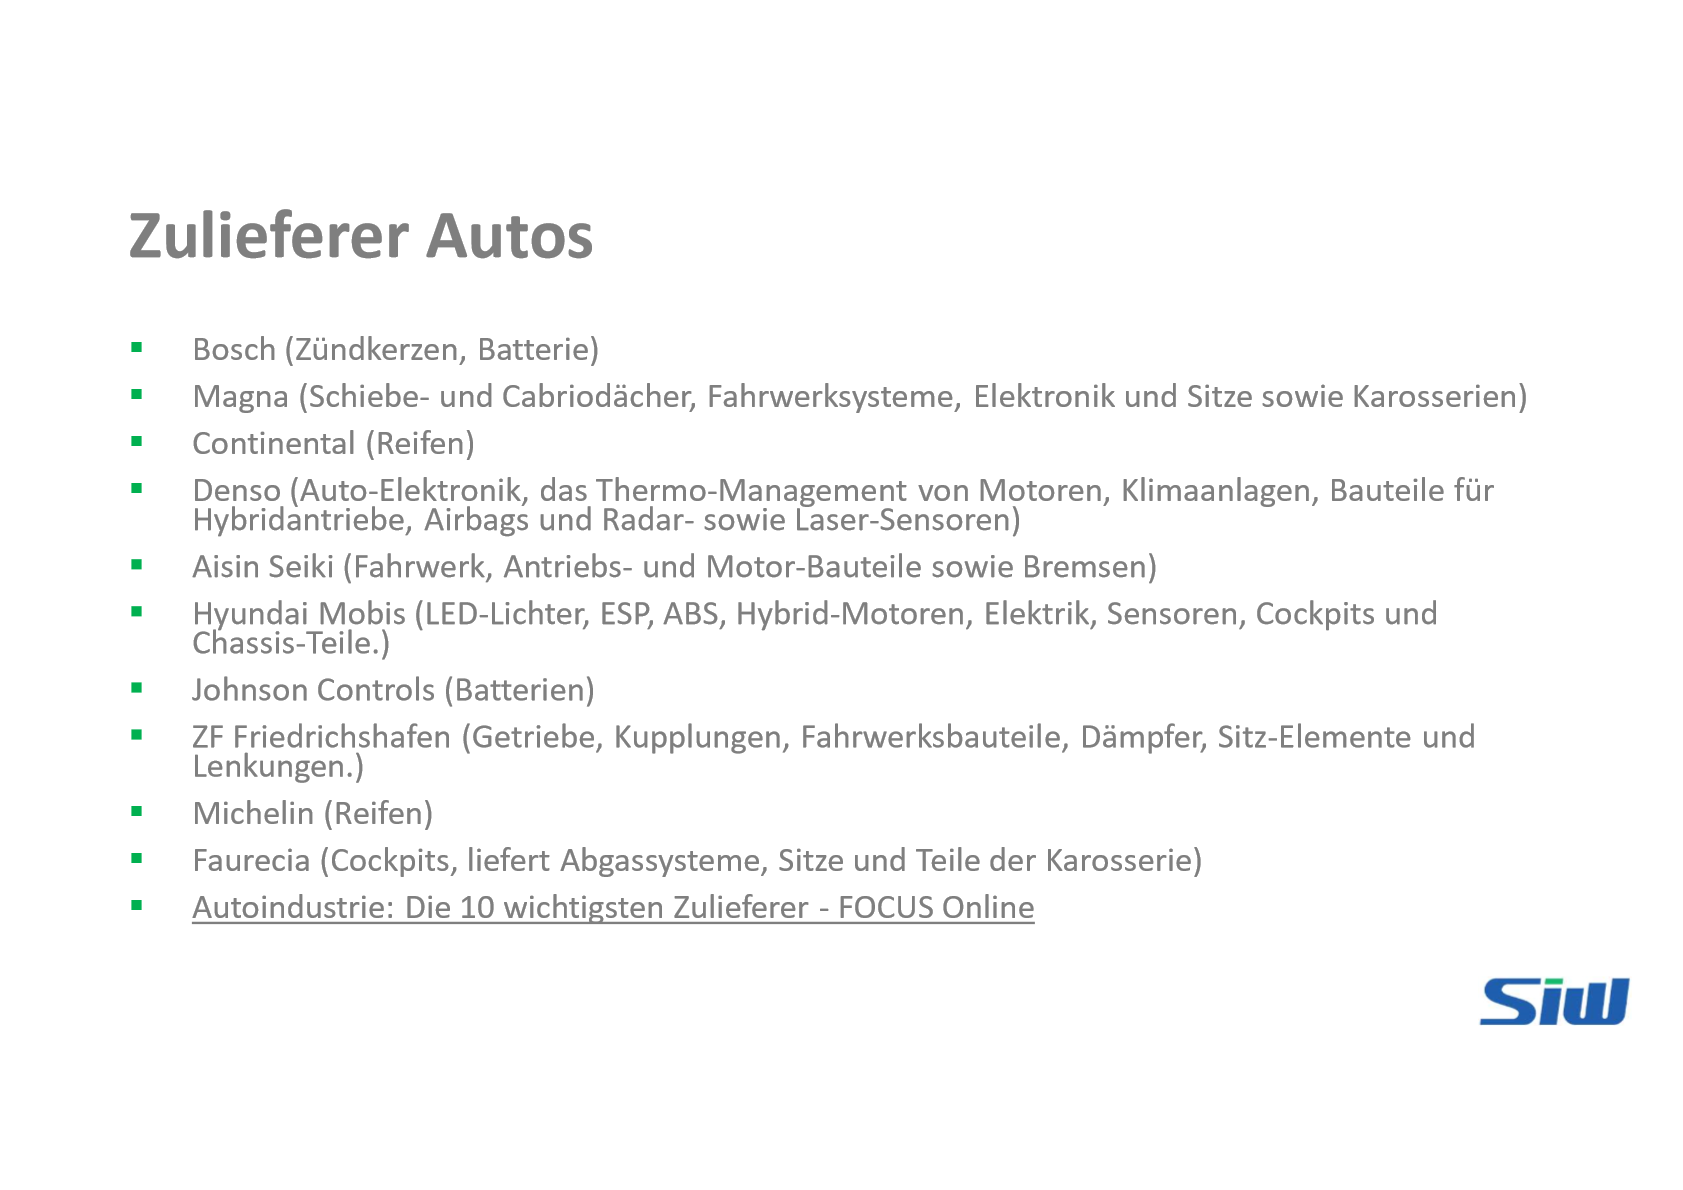 Zulieferer Autos
Bosch (Zündkerzen, Batterie)
Magna (Schiebe- und Cabriodächer, Fahrwerksysteme, Elektronik und Sitze sowie Karosserien)
Continental (Reifen)
Denso (Auto-Elektronik, das Thermo-Management von Motoren, Klimaanlagen, Bauteile für
Hybridantriebe, Airbags und Radar- sowie Laser-Sensoren)
Aisin Seiki (Fahrwerk, Antriebs- und Motor-Bauteile sowie Bremsen)
Hyundai Mobis (LED-Lichter, ESP, ABS, Hybrid-Motoren, Elektrik, Sensoren, Cockpits und
Chassis-Teile.)
Johnson Controls (Batterien)
ZF Friedrichshafen (Getriebe, Kupplungen, Fahrwerksbauteile, Dämpfer, Sitz-Elemente und
Lenkungen.)
Michelin (Reifen)
Faurecia (Cockpits, liefert Abgassysteme, Sitze und Teile der Karosserie)
Autoindustrie: Die 10 wichtigsten Zulieferer - FOCUS Online
Siw